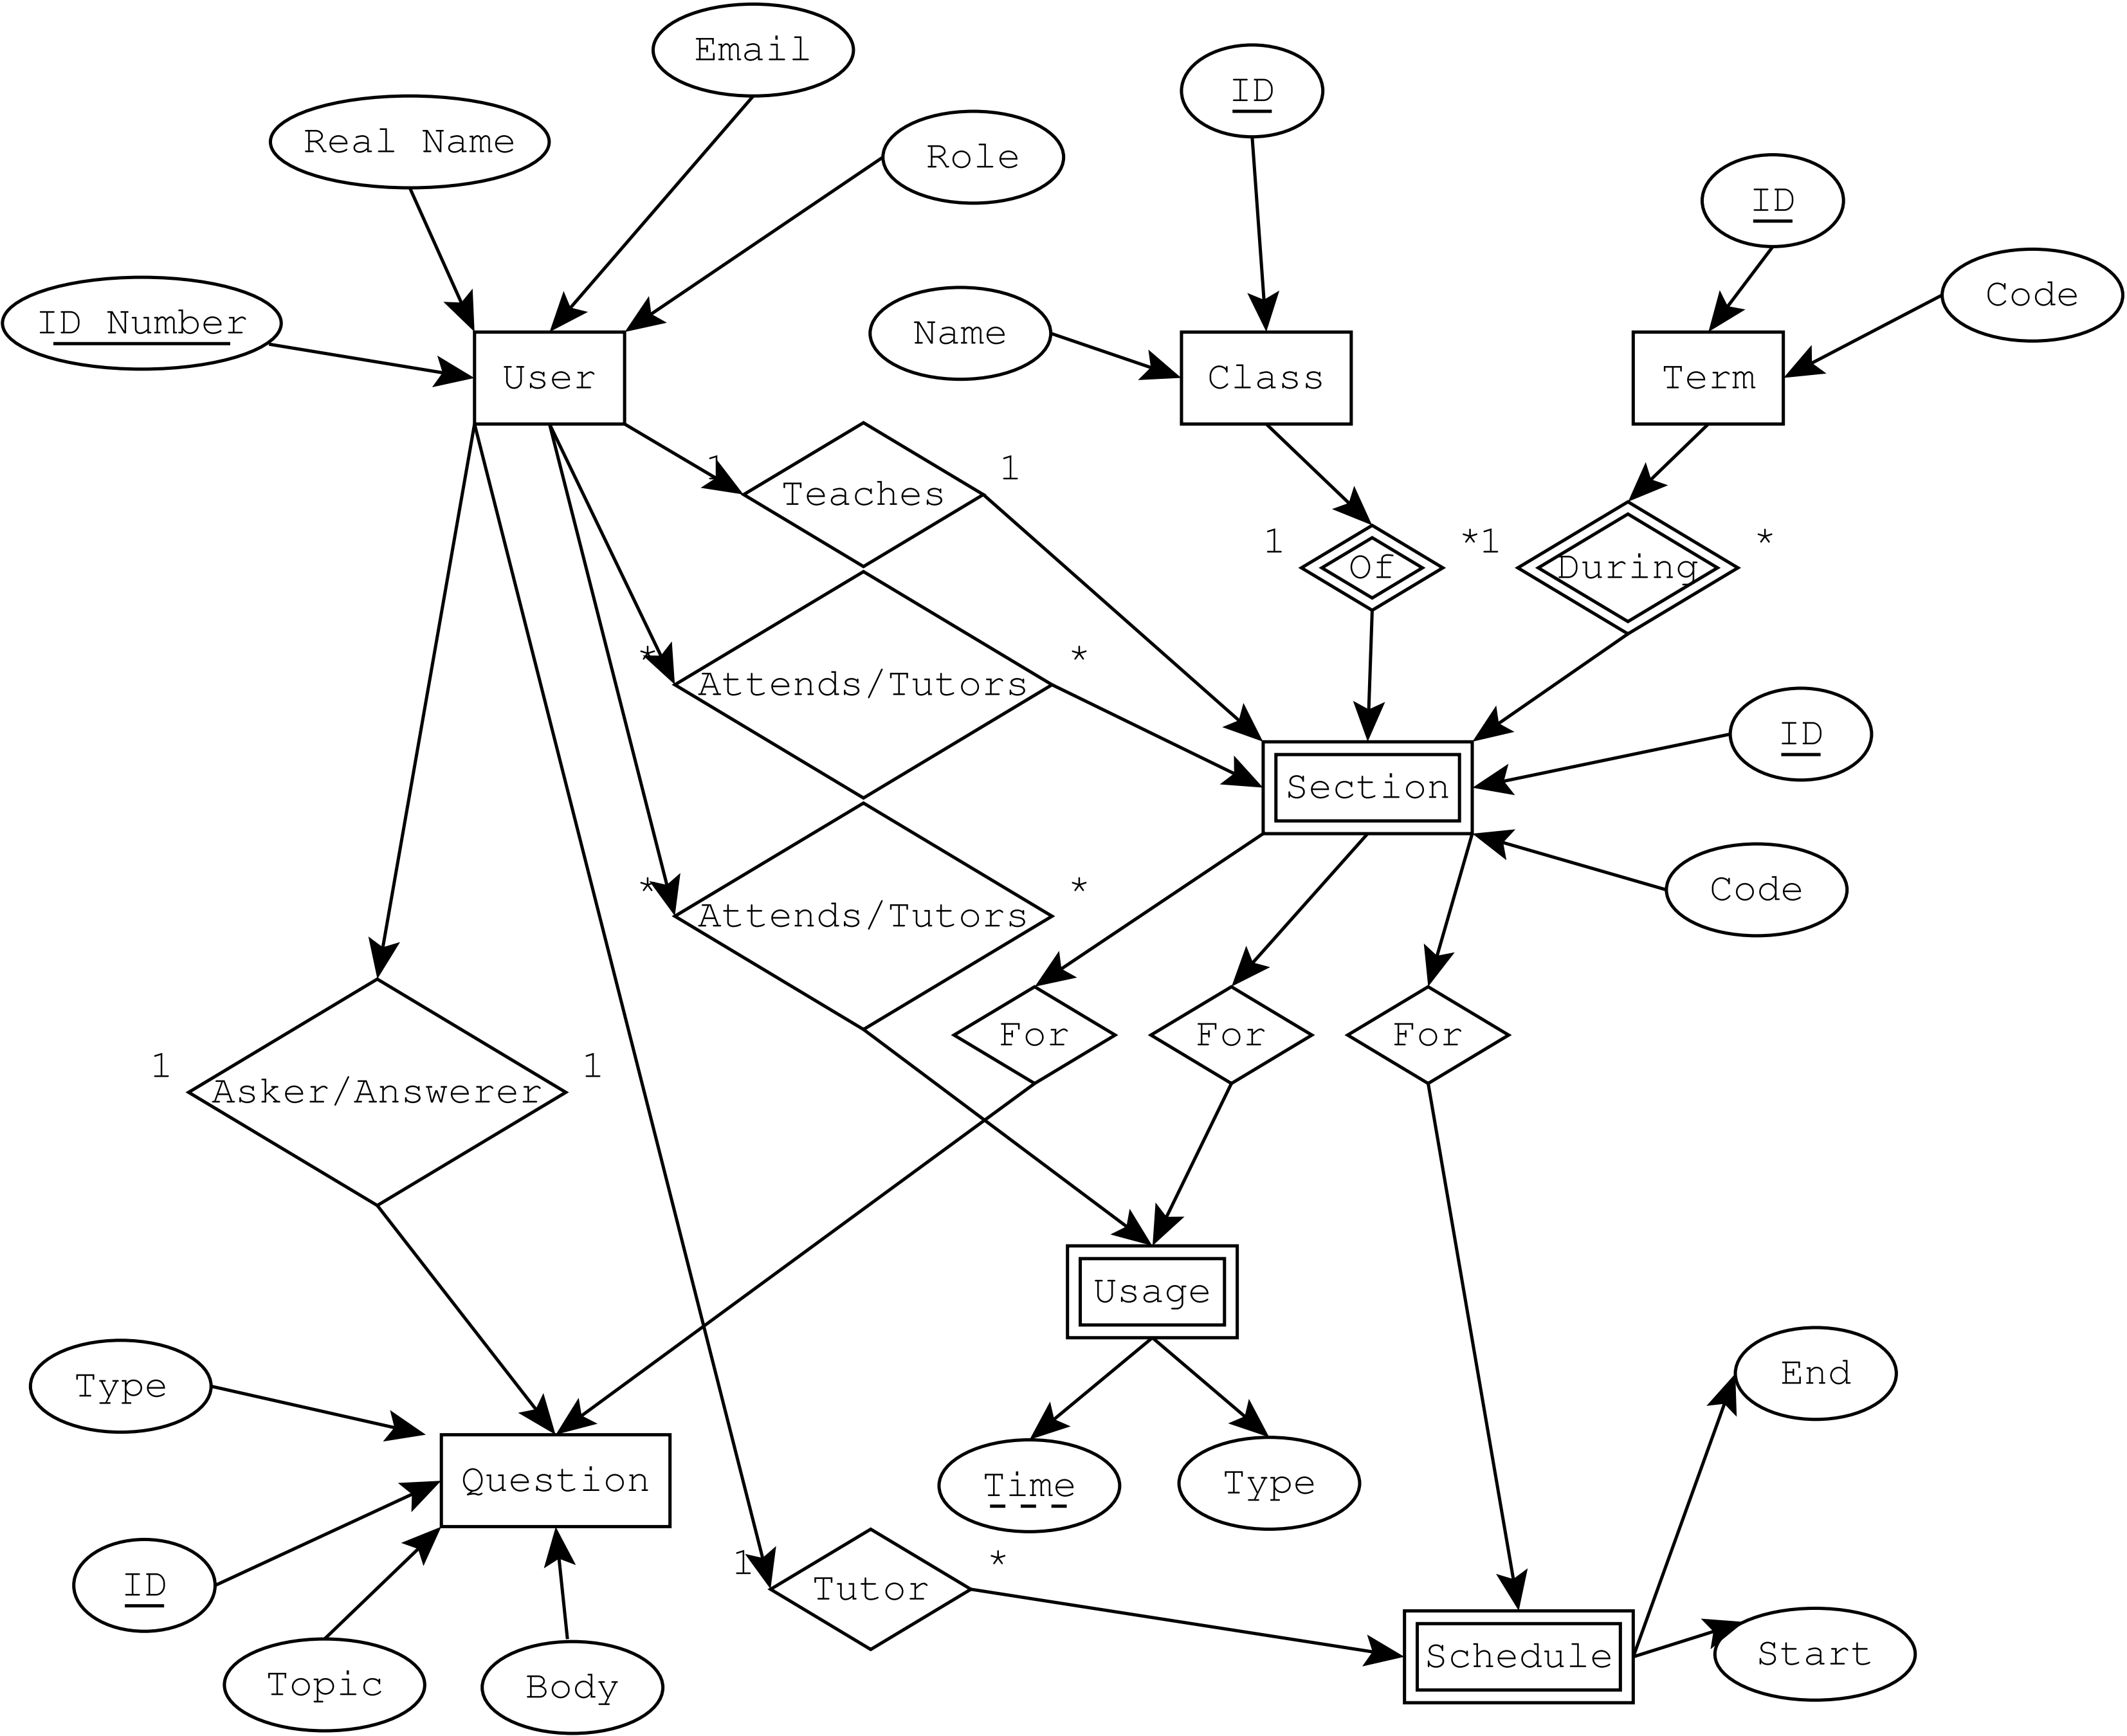 Email
ID
Real Name
Role
ID
Code
ID Number
Name
User
Class
Term
1
1
Teaches
1
*1
*
Of
During
*
*
Attends/Tutors
ID
Section
*
*
Code
Attends/Tutors
For
For
For
1
1
Asker/Answerer
Usage
Type
End
Question
Time
Type
1
*
ID
Tutor
Schedule
Start
Topic
Body